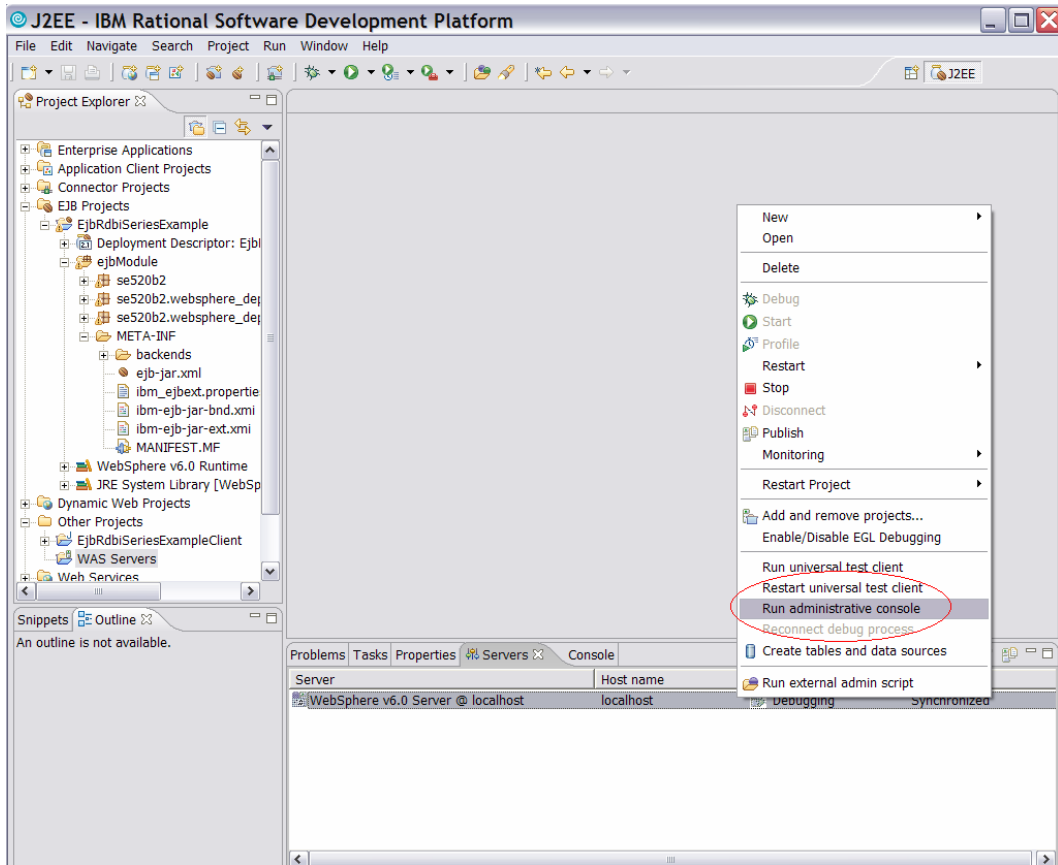 J2EE - IBM Rational Software Development Platform
File Edit Navigate Search Project Run Window Help
J2EE
Project Explorer
Enterprise Applications
Application Client Projects
Connector Projects
EJB Projects
EjbRdbiSeriesExample
Deployment Descriptor: EjbI
ejbModule
se520b2
se520b2.websphere_dep
se520b2.websphere_dep
META-INF
backends
ejb-jar.xml
ibm_ejbext.propertie
ibm-ejb-jar-bnd.xmi
ibm-ejb-jar-ext.xmi
MANIFEST.MF
WebSphere v6.0 Runtime
JRE System Library [WebSp
Dynamic Web Projects
Other Projects
EjbRdbiSeriesExampleClient
WAS Servers
Web Services
Snippets Outline
An outline is not available.
New
Open
Delete
Debug
Start
Profile
Restart
Stop
Disconnect
Publish
Monitoring
Restart Project
Add and remove projects...
Enable/Disable EGL Debugging
Run universal test client
Restart universal test client
Run administrative console
Reconnect debug process
Create tables and data sources
Run external admin script
Problems Tasks Properties Servers Console
Server Host name
WebSphere v6.0 Server @ localhost localhost Debugging Synchronized